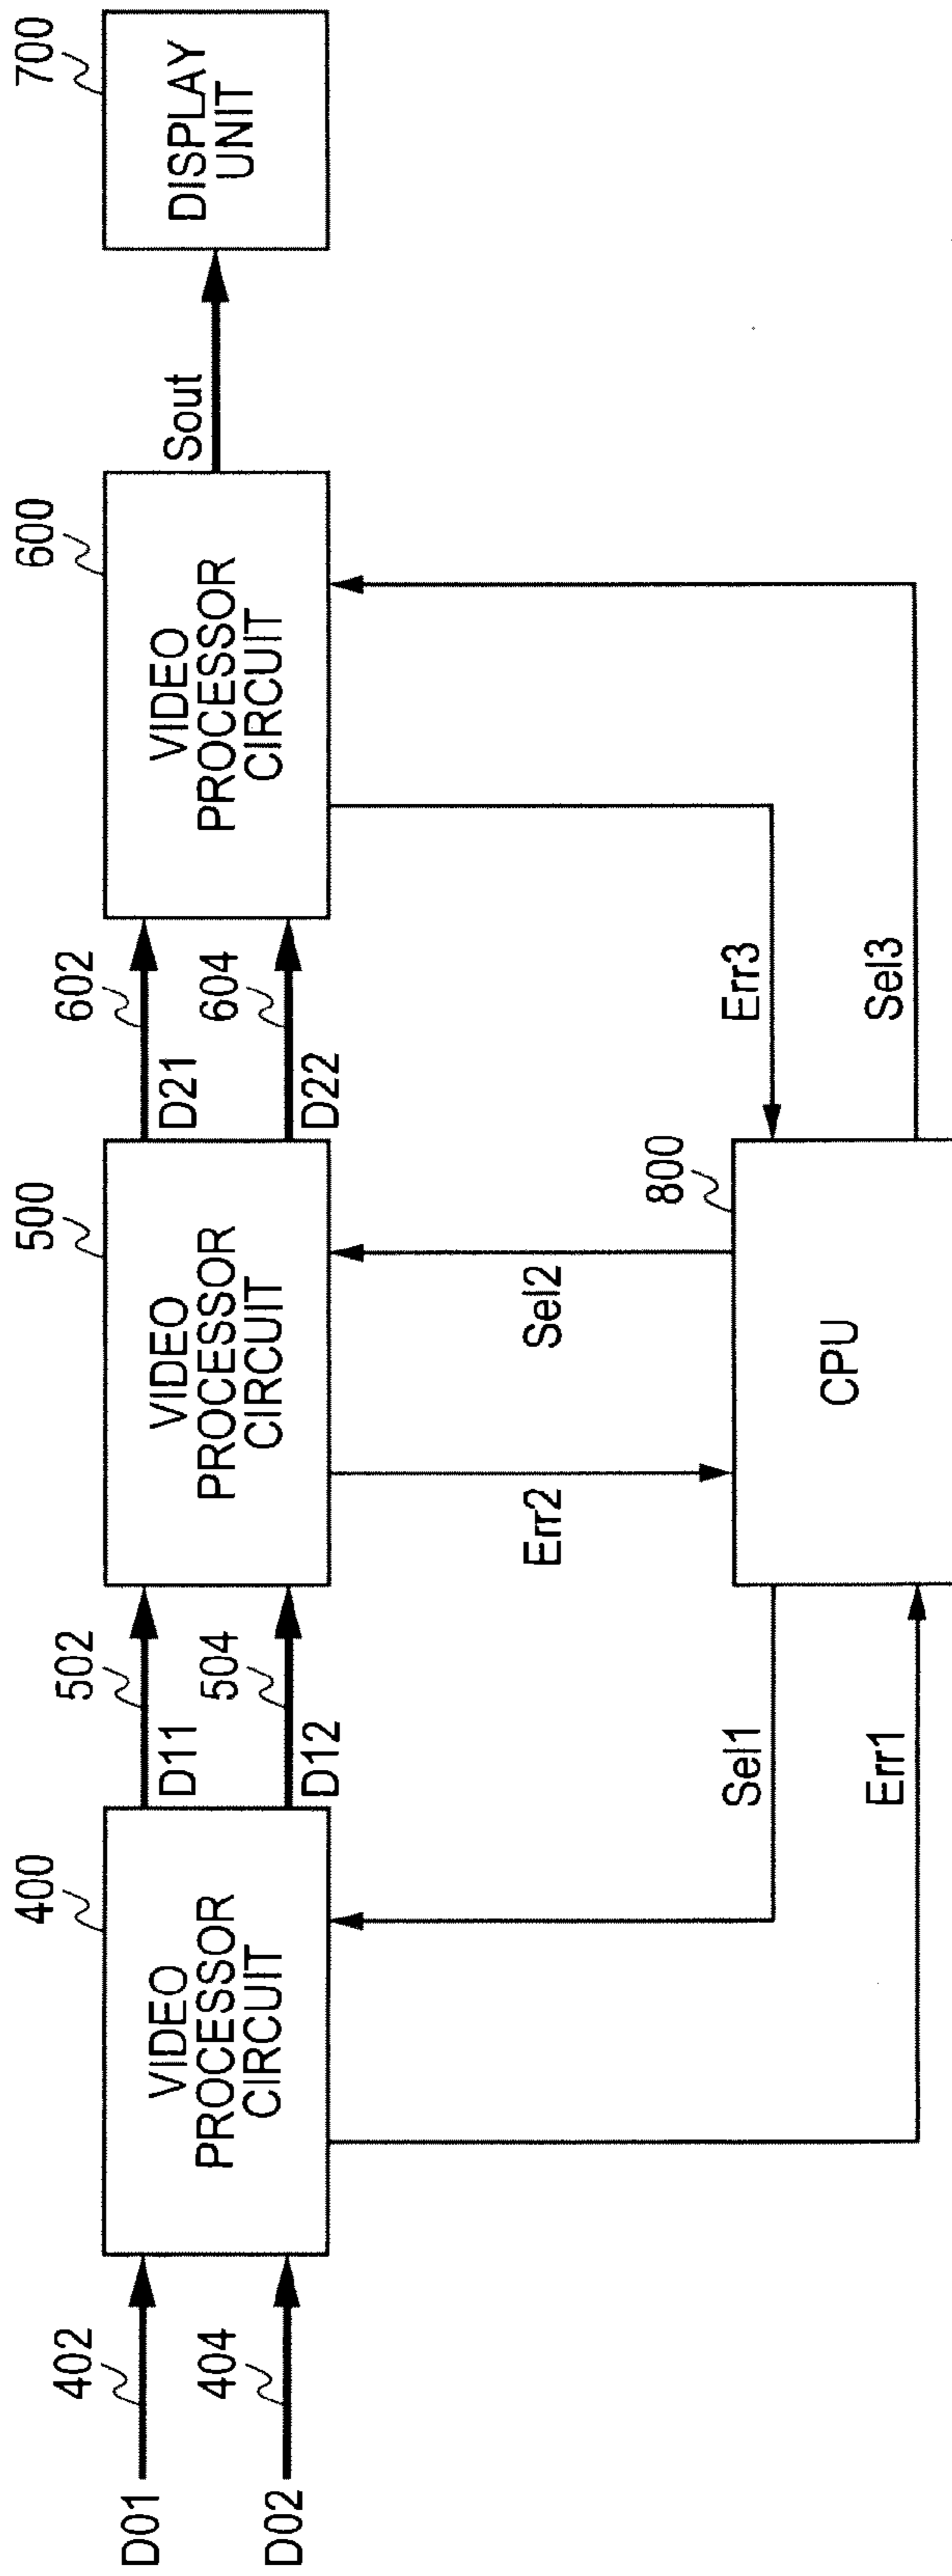 400
500
600
700
VIDEO
PROCESSOR
CIRCUIT
VIDEO
PROCESSOR
CIRCUIT
VIDEO
PROCESSOR
CIRCUIT
DISPLAY
UNIT
D01
402
D02
404
D11
502
D12
504
D21
602
D22
604
Sout
Sel1
Err1
Err2
Sel2
Err3
Sel3
800
CPU